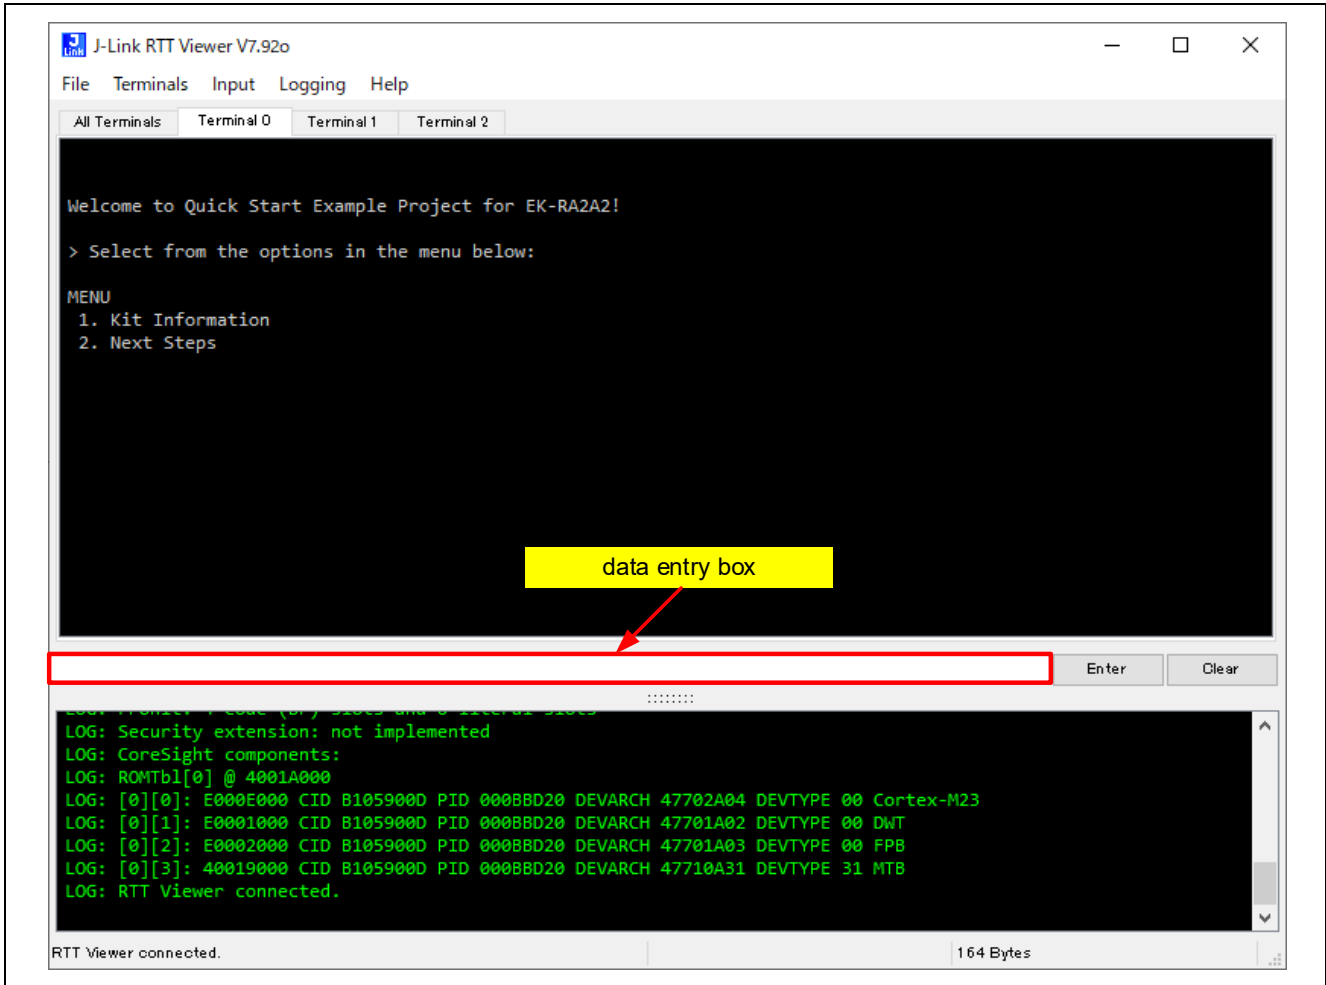 J-Link RTT Viewer V7.92o
File Terminals Input Logging Help
All Terminals Terminal 0 Terminal 1 Terminal 2
Welcome to Quick Start Example Project for EK-RA2A2!
> Select from the options in the menu below:
MENU
1. Kit Information
2. Next Steps
data entry box
Enter Clear
LOG: Security extension: not implemented
LOG: CoreSight components:
LOG: ROMTbl[0] @ 4001A000
LOG: [0][0]: E000E000 CID B105900D PID 000BBD20 DEVARCH 47702A04 DEVTYPE 00 Cortex-M23
LOG: [0][1]: E0001000 CID B105900D PID 000BBD20 DEVARCH 47701A02 DEVTYPE 00 DWT
LOG: [0][2]: E0002000 CID B105900D PID 000BBD20 DEVARCH 47701A03 DEVTYPE 00 FPB
LOG: [0][3]: 40019000 CID B105900D PID 000BBD20 DEVARCH 47710A31 DEVTYPE 31 MTB
LOG: RTT Viewer connected.
RTT Viewer connected. 164 Bytes